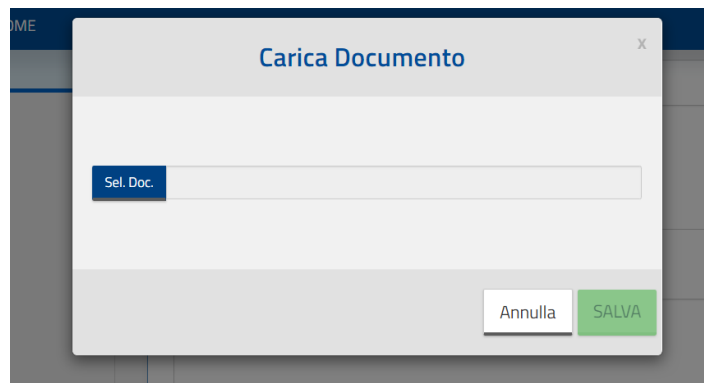 OME
x
Carica Documento
Sel. Doc.
Annulla
SALVA